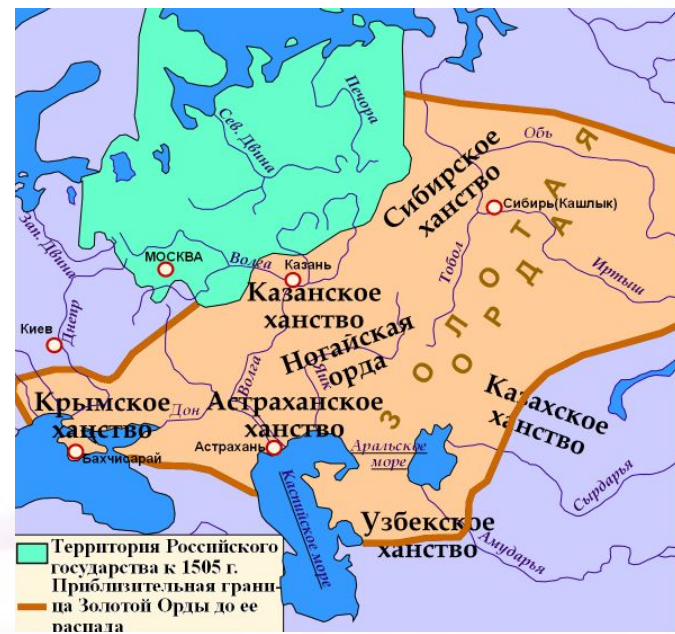 Печора
Сев. Двина
Обь
Сибирское
ханство
ЗОЛОТАЯ
ОРДА
Сибирь(Кашлык)
Зап. Двина
МОСКВА
Волга
Казань
Тобол
Иртыш
Казанское
ханство
Киев
Днепр
Ногайская
орда
Волга
Яик
Казахское
ханство
Крымское
ханство
Дон
Астраханское
ханство
Астрахань
Аральское
море
Бахчисарай
Каспийское море
Сырдарья
Узбекское
ханство
Амударья
Территория Российского
государства к 1505 г.
Приблизительная грани-
ца Золотой Орды до ее
распада